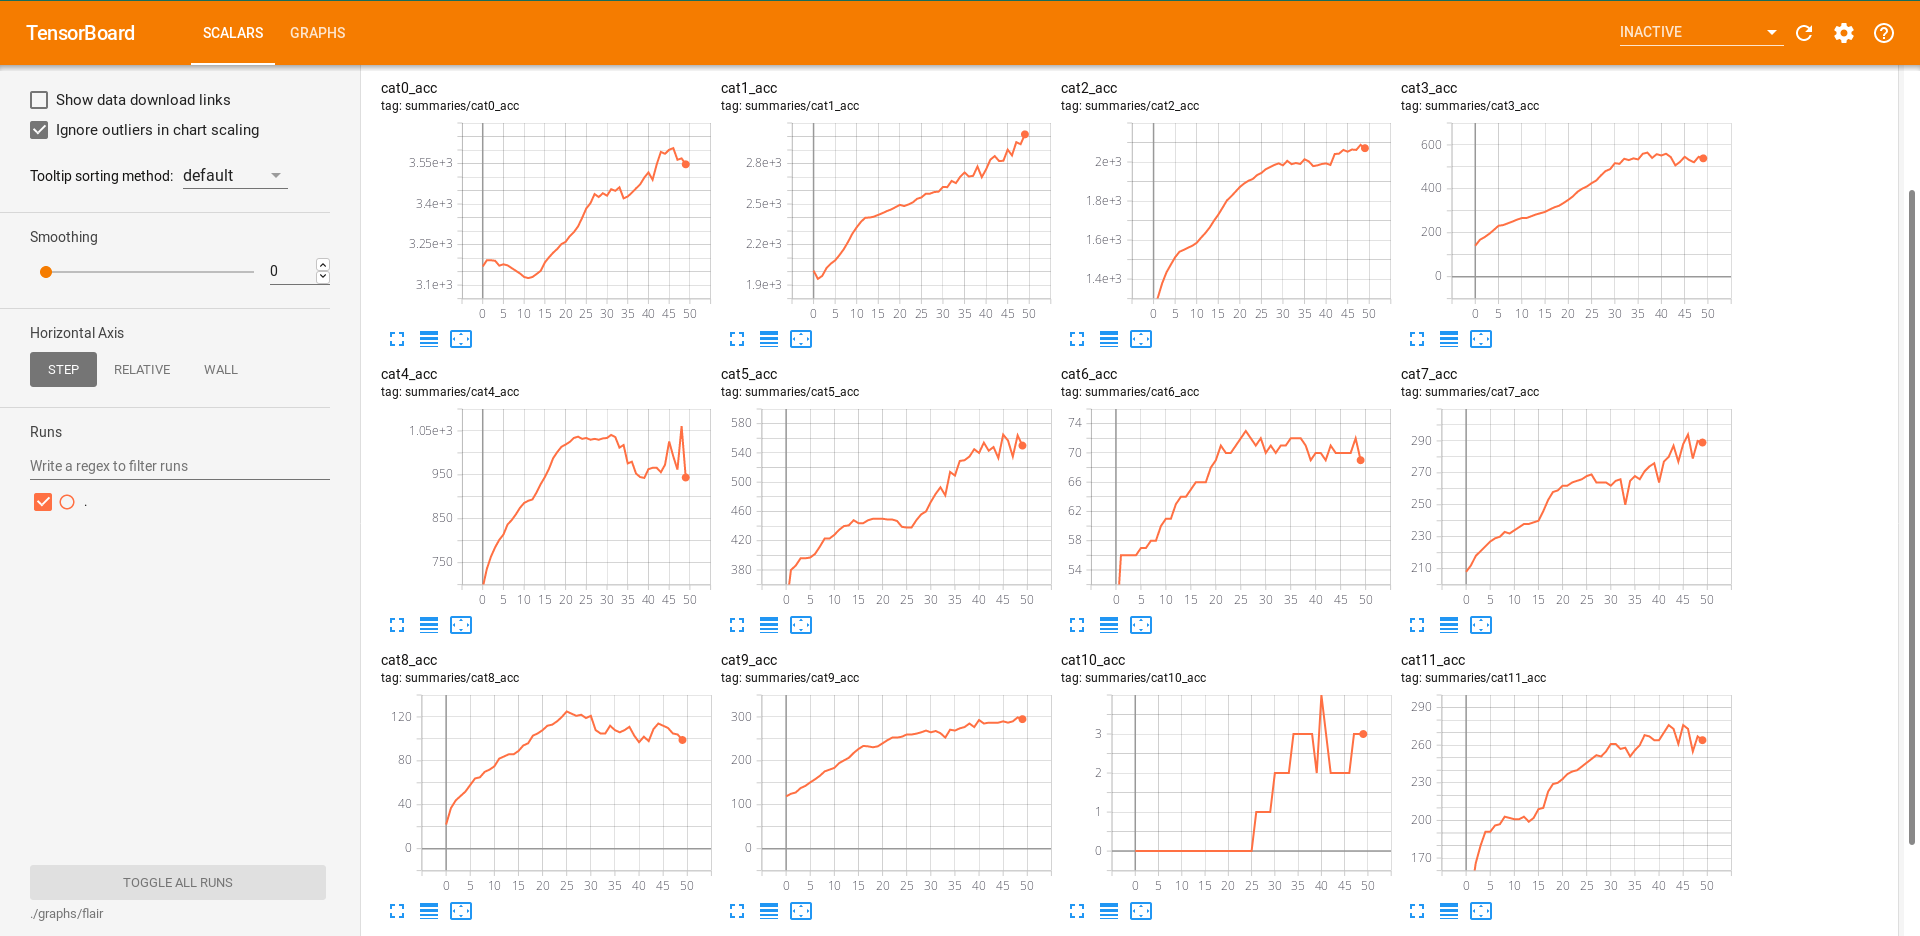 TensorBoard SCALARS GRAPHS INACTIVE
Show data download links
Ignore outliers in chart scaling
Tooltip sorting method: default
Smoothing
0
Horizontal Axis
STEP RELATIVE WALL
Runs
Write a regex to filter runs
.
TOGGLE ALL RUNS
./graphs/flair
cat0_acc
tag: summaries/cat0_acc
3.55e+3
3.4e+3
3.25e+3
3.1e+3
0 5 10 15 20 25 30 35 40 45 50
cat1_acc
tag: summaries/cat1_acc
2.8e+3
2.5e+3
2.2e+3
1.9e+3
0 5 10 15 20 25 30 35 40 45 50
cat2_acc
tag: summaries/cat2_acc
2e+3
1.8e+3
1.6e+3
1.4e+3
0 5 10 15 20 25 30 35 40 45 50
cat3_acc
tag: summaries/cat3_acc
600
400
200
0
0 5 10 15 20 25 30 35 40 45 50
cat4_acc
tag: summaries/cat4_acc
1.05e+3
950
850
750
0 5 10 15 20 25 30 35 40 45 50
cat5_acc
tag: summaries/cat5_acc
580
540
500
460
420
380
0 5 10 15 20 25 30 35 40 45 50
cat6_acc
tag: summaries/cat6_acc
74
70
66
62
58
54
0 5 10 15 20 25 30 35 40 45 50
cat7_acc
tag: summaries/cat7_acc
290
270
250
230
210
0 5 10 15 20 25 30 35 40 45 50
cat8_acc
tag: summaries/cat8_acc
120
80
40
0
0 5 10 15 20 25 30 35 40 45 50
cat9_acc
tag: summaries/cat9_acc
300
200
100
0
0 5 10 15 20 25 30 35 40 45 50
cat10_acc
tag: summaries/cat10_acc
3
2
1
0
0 5 10 15 20 25 30 35 40 45 50
cat11_acc
tag: summaries/cat11_acc
290
260
230
200
170
0 5 10 15 20 25 30 35 40 45 50